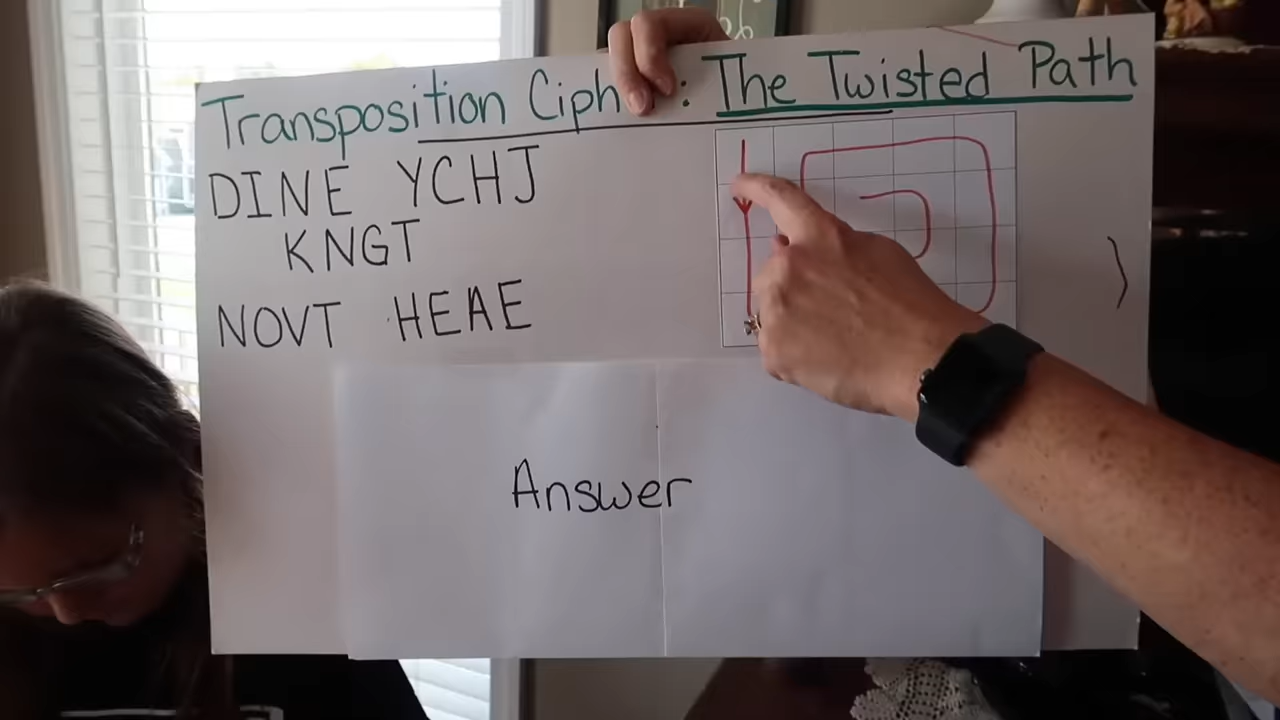 Transposition Ciph : The Twisted Path
DINE YCHJ
KNGT
NOVT HEAE
Answer